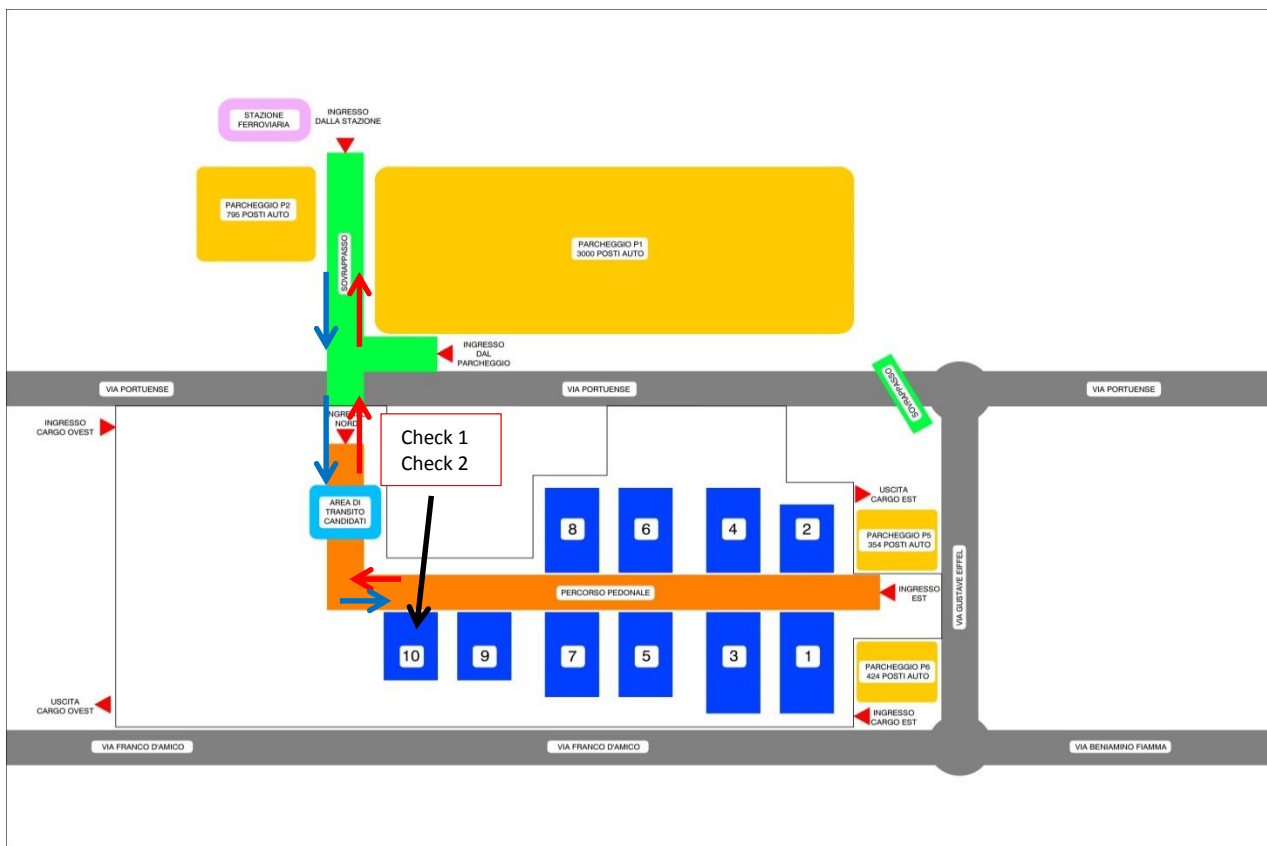 STAZIONE
FERROVIARIA
INGRESSO
DALLA STAZIONE
PARCHEGGIO P2
795 POSTI AUTO
SOVRAPPASSO
PARCHEGGIO P1
3000 POSTI AUTO
INGRESSO
DAL
PARCHEGGIO
VIA PORTUENSE
VIA PORTUENSE
SOVRAPPASSO
VIA PORTUENSE
INGRESSO
CARGO OVEST
INGRESSO
NORD
Check 1
Check 2
AREA DI
TRANSITO
CANDIDATI
8
6
4
2
USCITA
CARGO EST
PARCHEGGIO P5
354 POSTI AUTO
PERCORSO PEDONALE
INGRESSO
EST
VIA GUSTAVE EIFFEL
10
9
7
5
3
1
PARCHEGGIO P6
424 POSTI AUTO
USCITA
CARGO OVEST
INGRESSO
CARGO EST
VIA FRANCO D'AMICO
VIA FRANCO D'AMICO
VIA BENIAMINO FIAMMA